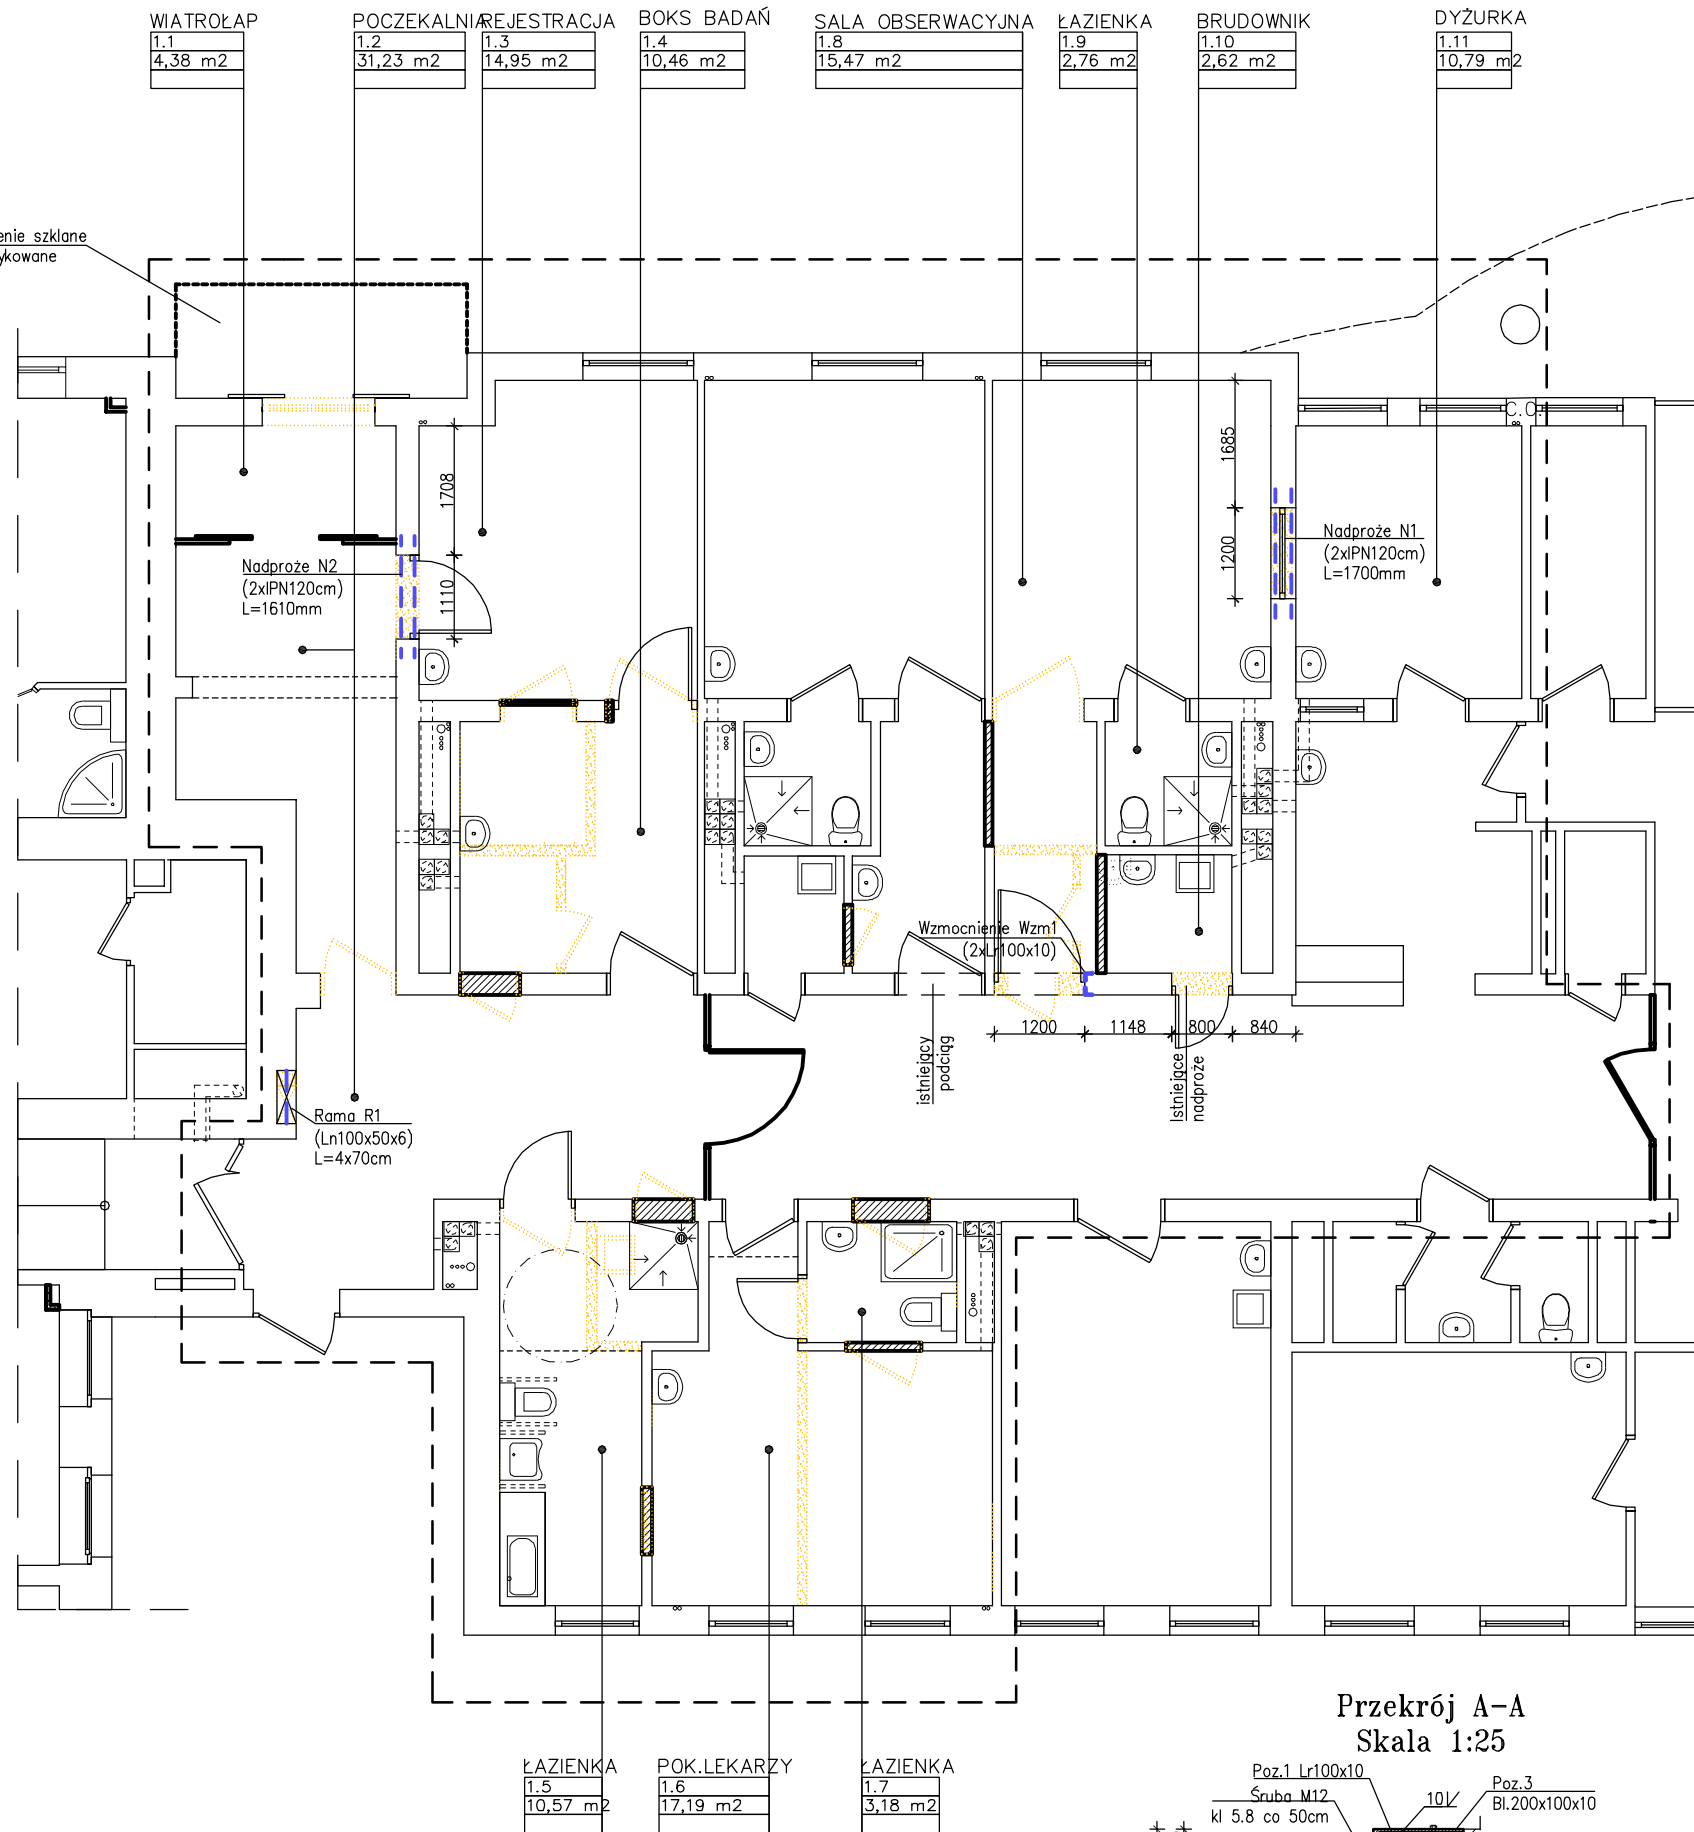 WIATROŁAP
1.1
4,38 m2
POCZEKALNIA
1.2
31,23 m2
REJESTRACJA
1.3
14,95 m2
BOKS BADAŃ
1.4
10,46 m2
SALA OBSERWACYJNA
1.8
15,47 m2
ŁAZIENKA
1.9
2,76 m2
BRUDOWNIK
1.10
2,62 m2
DYŻURKA
1.11
10,79 m2
enie szklane
ykowane
C.O.
1708
1110
1685
1200
Nadproże N2
(2xIPN120cm)
L=1610mm
Nadproże N1
(2xIPN120cm)
L=1700mm
Wzmocnienie Wzm1
(2xLr100x10)
1200
1148
800
840
istniejący
podciąg
Istniejące
nadproże
Rama R1
(Ln100x50x6)
L=4x70cm
ŁAZIENKA
1.5
10,57 m2
POK.LEKARZY
1.6
17,19 m2
ŁAZIENKA
1.7
3,18 m2
Przekrój A-A
Skala 1:25
Poz.1 Lr100x10
Śruba M12
kl 5.8 co 50cm
10
Poz.3
Bl.200x100x10